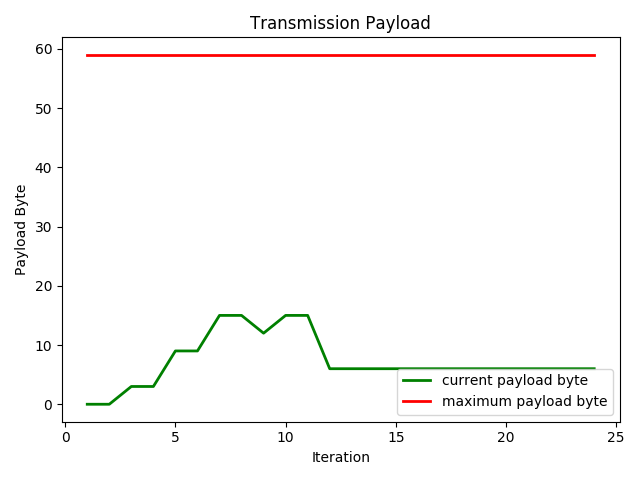 Transmission Payload
60
50
40
30
20
10
0
Payload Byte
current payload byte
maximum payload byte
0 5 10 15 20 25
Iteration